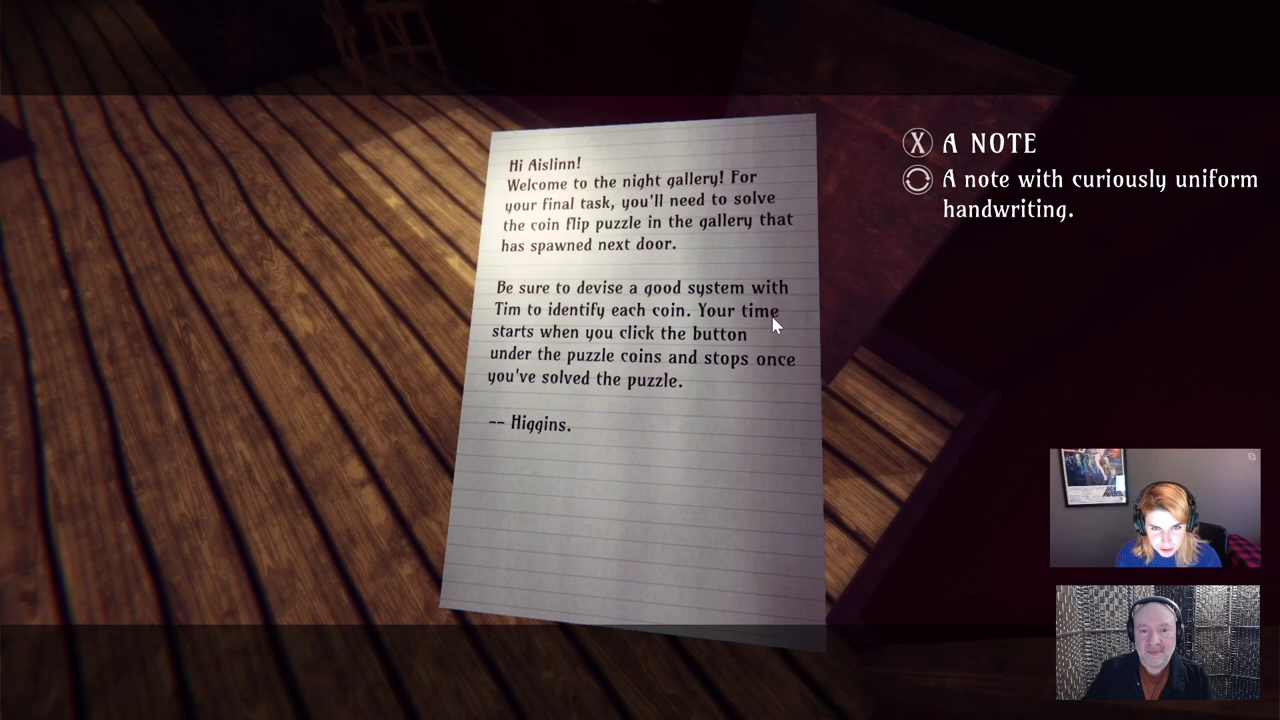 Hi Aislinn!
Welcome to the night gallery! For
your final task, you'll need to solve
the coin flip puzzle in the gallery that
has spawned next door.
Be sure to devise a good system with
Tim to identify each coin. Your time
starts when you click the button
under the puzzle coins and stops once
you've solved the puzzle.
-- Higgins.
X A NOTE
A note with curiously uniform
handwriting.